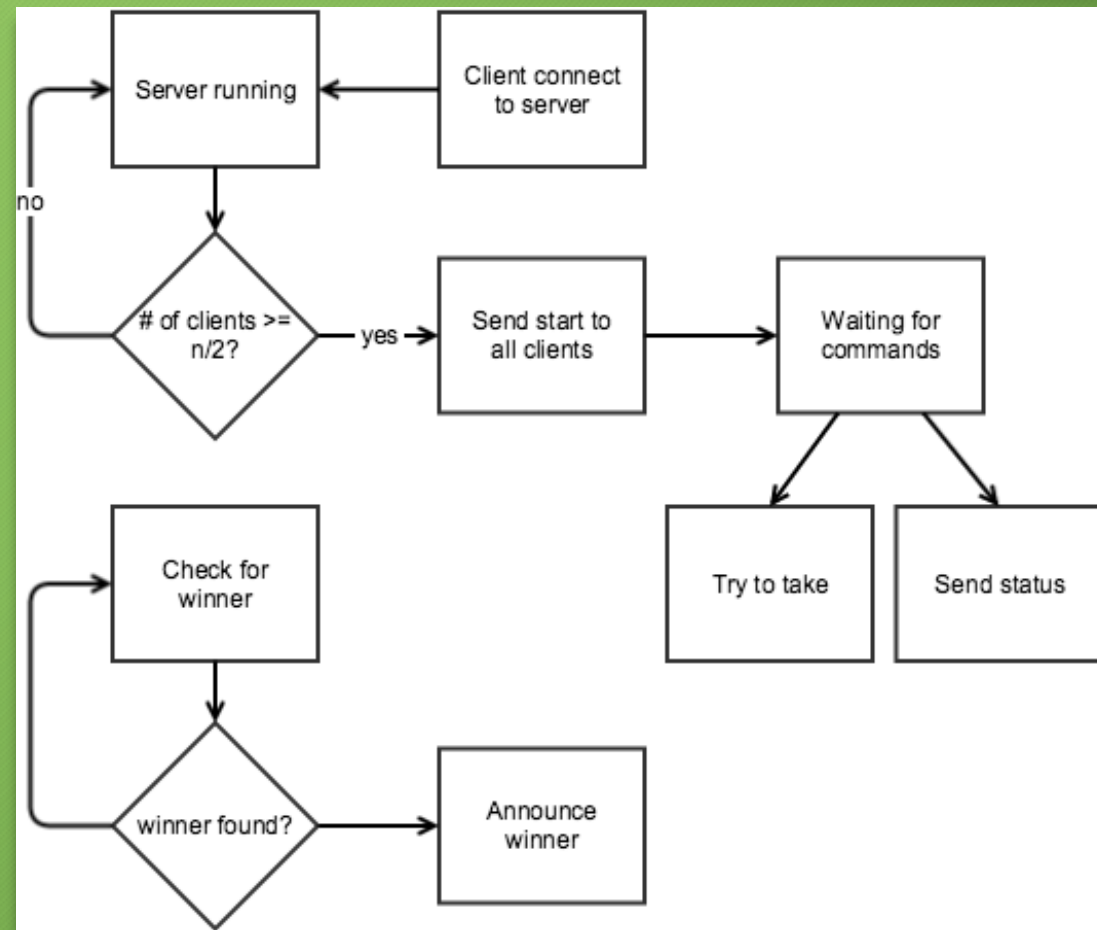 Server running
Client connect
to server
no
# of clients >=
n/2?
yes
Send start to
all clients
Waiting for
commands
Check for
winner
Try to take
Send status
winner found?
Announce
winner